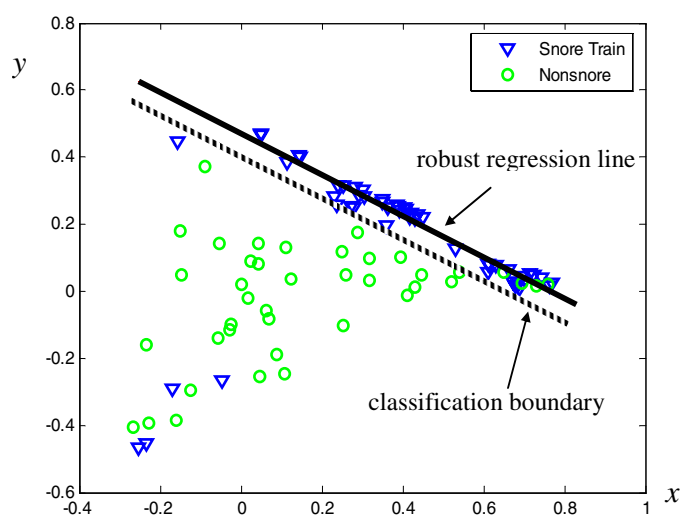 0.8
y
0.6
0.4
0.2
0
-0.2
-0.4
-0.6
Snore Train
Nonsnore
robust regression line
classification boundary
-0.4
-0.2
0
0.2
0.4
0.6
0.8
1
x